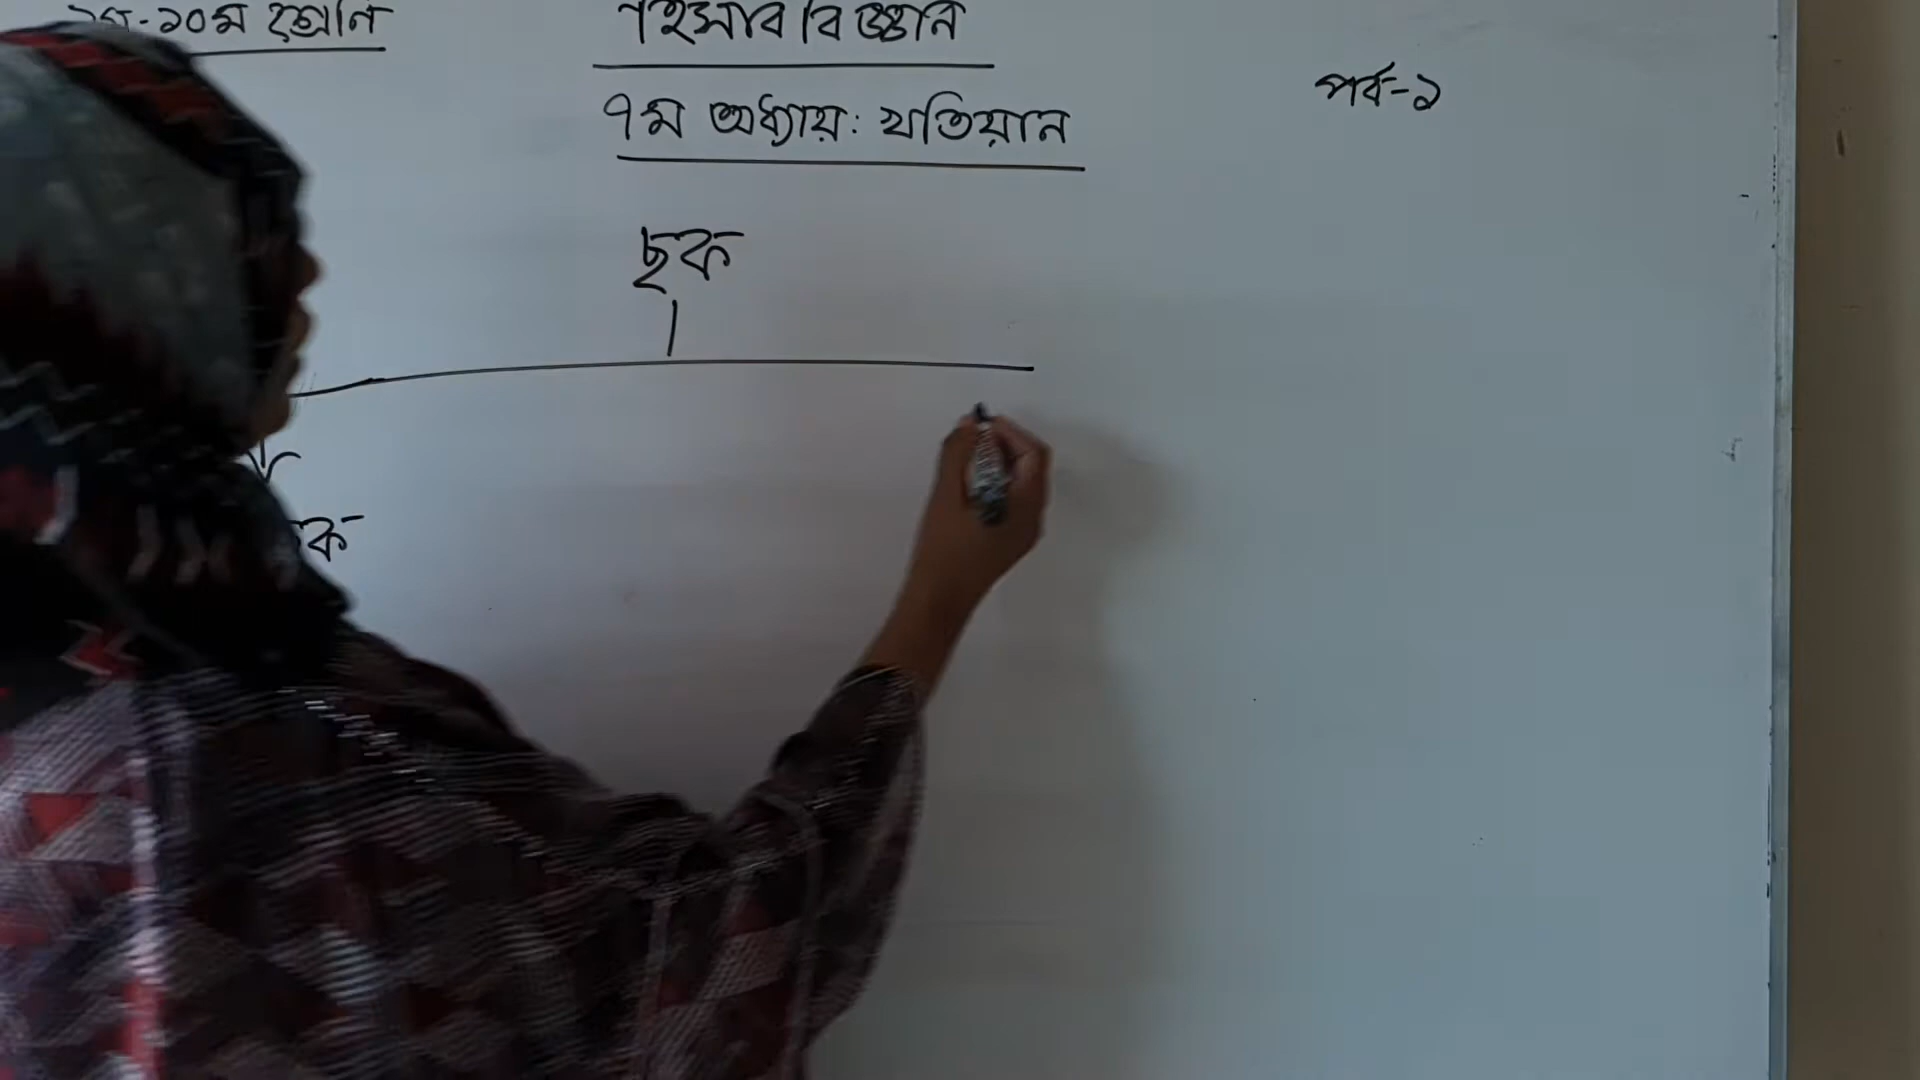 ৯ম-১০ম শ্রেণি
হিসাব বিজ্ঞান
পর্ব-১
৭ম অধ্যায়ঃ খতিয়ান
ছক